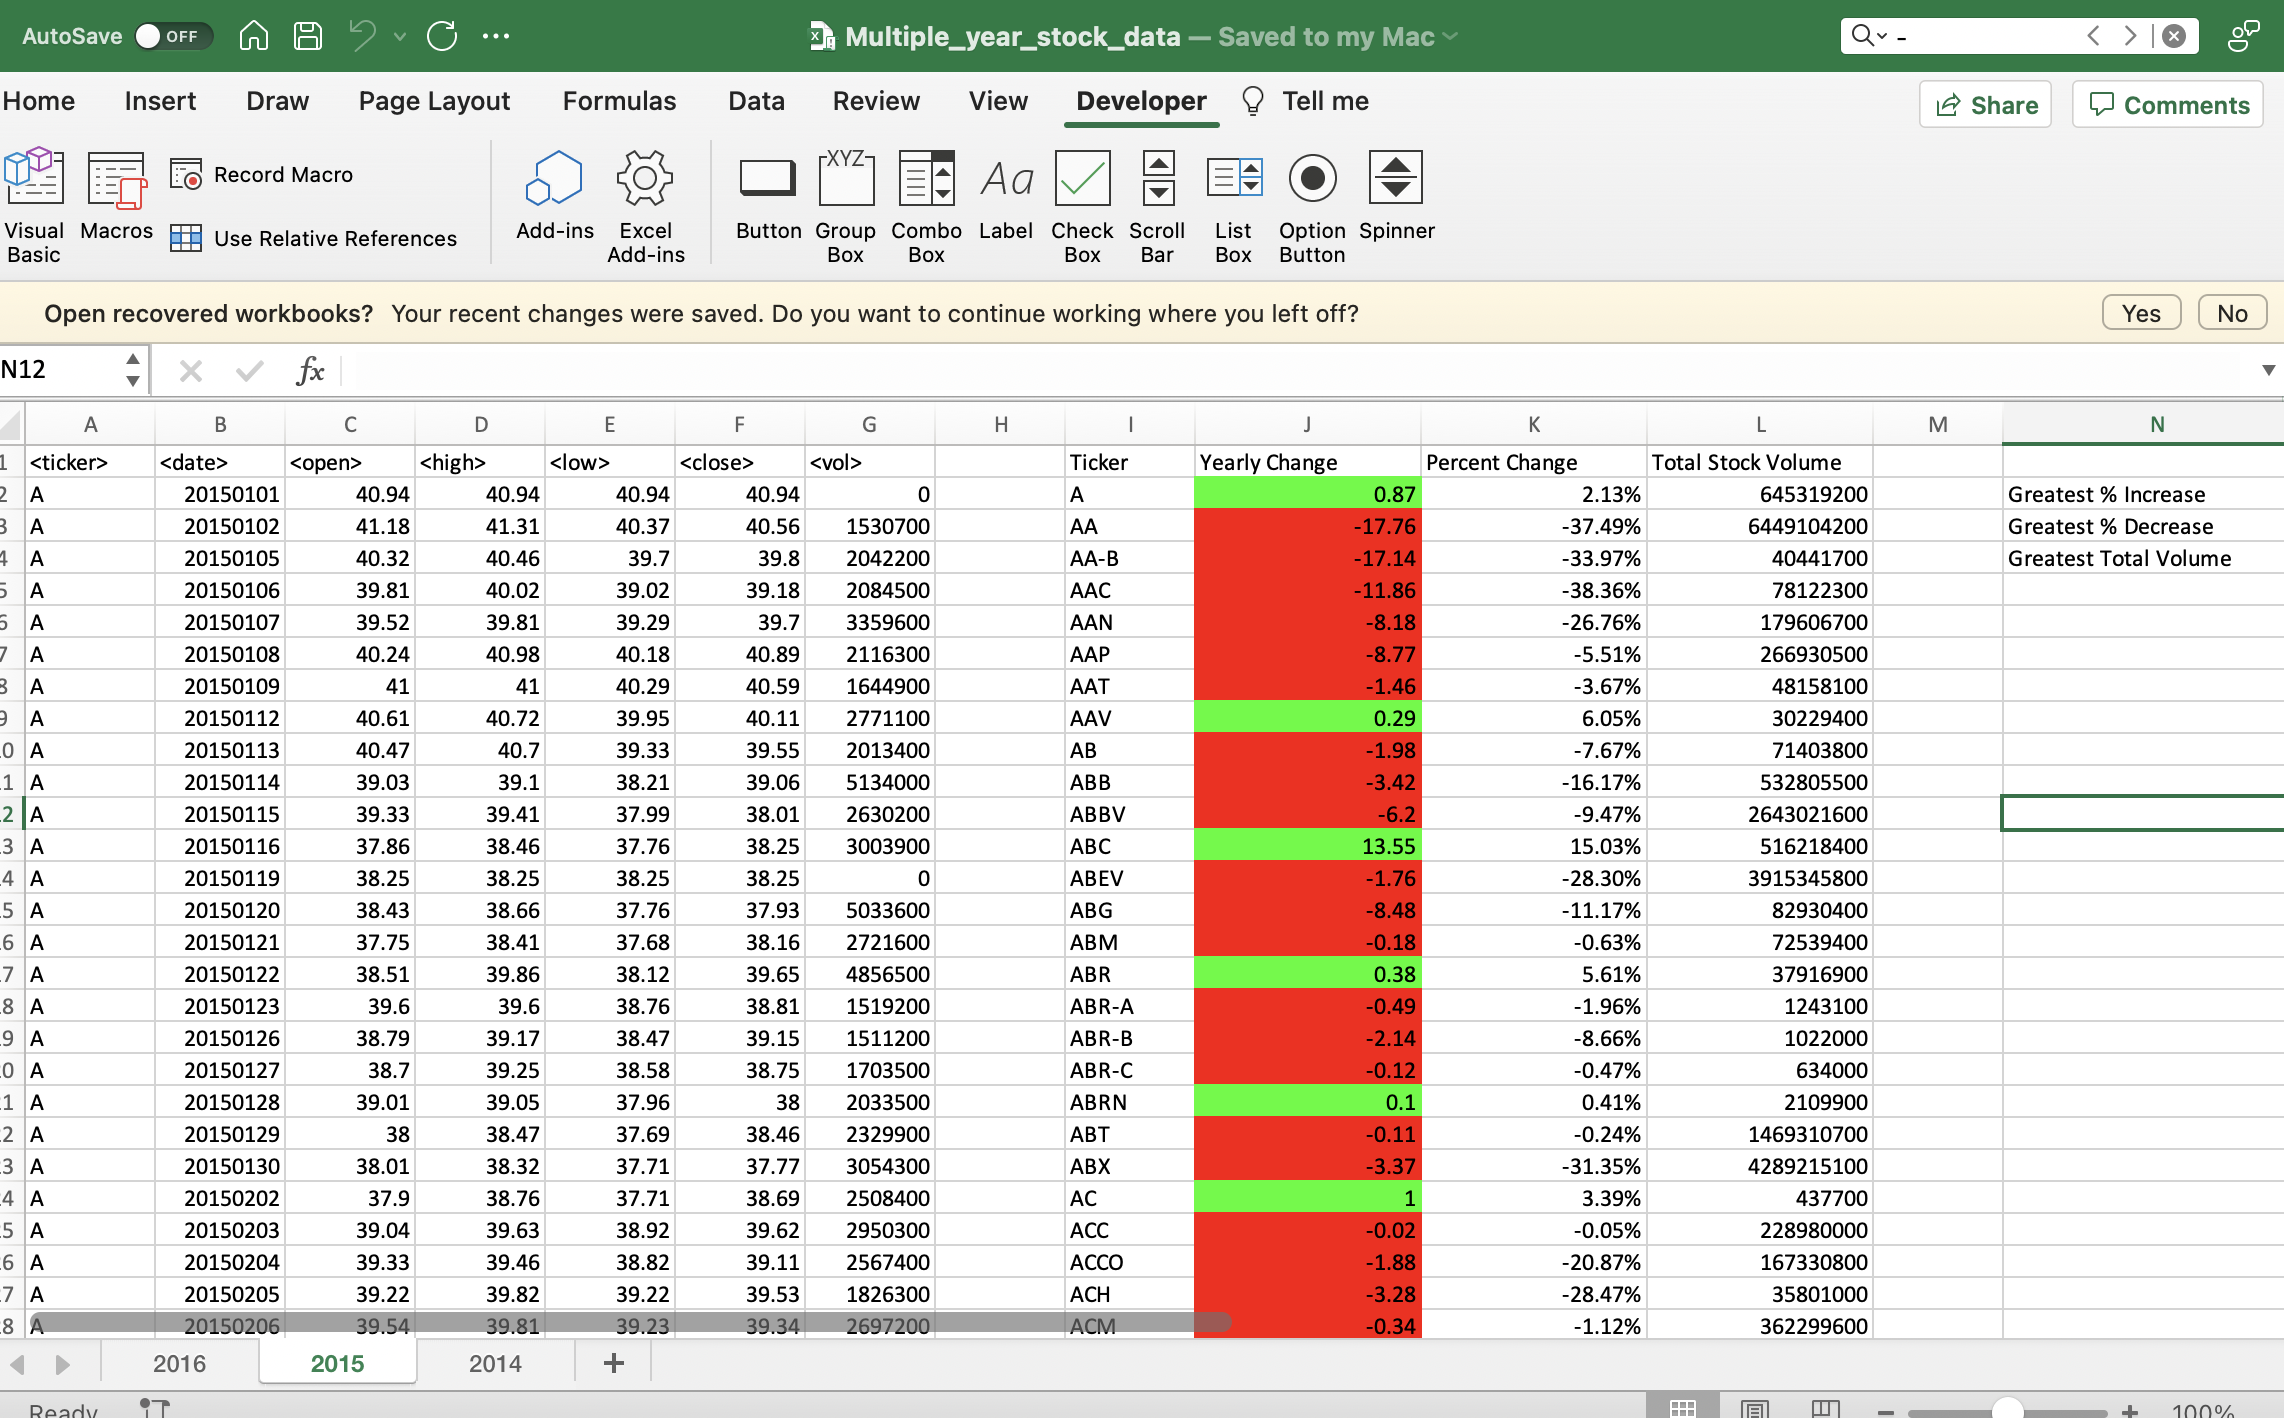 AutoSave OFF Multiple_year_stock_data — Saved to my Mac -
Home Insert Draw Page Layout Formulas Data Review View Developer Tell me Share Comments
Visual Basic Macros Record Macro Use Relative References Add-ins Excel Add-ins XYZ Button Group Box Combo Box Aa Label Check Box Scroll Bar List Box Option Button Spinner
Open recovered workbooks? Your recent changes were saved. Do you want to continue working where you left off? Yes No
N12 fx
A B C D E F G H I J K L M N
1 <ticker> <date> <open> <high> <low> <close> <vol> Ticker Yearly Change Percent Change Total Stock Volume
2 A 20150101 40.94 40.94 40.94 40.94 0 A 0.87 2.13% 645319200 Greatest % Increase
3 A 20150102 41.18 41.31 40.37 40.56 1530700 AA -17.76 -37.49% 6449104200 Greatest % Decrease
4 A 20150105 40.32 40.46 39.7 39.8 2042200 AA-B -17.14 -33.97% 40441700 Greatest Total Volume
5 A 20150106 39.81 40.02 39.02 39.18 2084500 AAC -11.86 -38.36% 78122300
6 A 20150107 39.52 39.81 39.29 39.7 3359600 AAN -8.18 -26.76% 179606700
7 A 20150108 40.24 40.98 40.18 40.89 2116300 AAP -8.77 -5.51% 266930500
8 A 20150109 41 41 40.29 40.59 1644900 AAT -1.46 -3.67% 48158100
9 A 20150112 40.61 40.72 39.95 40.11 2771100 AAV 0.29 6.05% 30229400
0 A 20150113 40.47 40.7 39.33 39.55 2013400 AB -1.98 -7.67% 71403800
1 A 20150114 39.03 39.1 38.21 39.06 5134000 ABB -3.42 -16.17% 532805500
2 A 20150115 39.33 39.41 37.99 38.01 2630200 ABBV -6.2 -9.47% 2643021600
3 A 20150116 37.86 38.46 37.76 38.25 3003900 ABC 13.55 15.03% 516218400
4 A 20150119 38.25 38.25 38.25 38.25 0 ABEV -1.76 -28.30% 3915345800
5 A 20150120 38.43 38.66 37.76 37.93 5033600 ABG -8.48 -11.17% 82930400
6 A 20150121 37.75 38.41 37.68 38.16 2721600 ABM -0.18 -0.63% 72539400
7 A 20150122 38.51 39.86 38.12 39.65 4856500 ABR 0.38 5.61% 37916900
8 A 20150123 39.6 39.6 38.76 38.81 1519200 ABR-A -0.49 -1.96% 1243100
9 A 20150126 38.79 39.17 38.47 39.15 1511200 ABR-B -2.14 -8.66% 1022000
0 A 20150127 38.7 39.25 38.58 38.75 1703500 ABR-C -0.12 -0.47% 634000
1 A 20150128 39.01 39.05 37.96 38 2033500 ABRN 0.1 0.41% 2109900
2 A 20150129 38 38.47 37.69 38.46 2329900 ABT -0.11 -0.24% 1469310700
3 A 20150130 38.01 38.32 37.71 37.77 3054300 ABX -3.37 -31.35% 4289215100
4 A 20150202 37.9 38.76 37.71 38.69 2508400 AC 1 3.39% 437700
5 A 20150203 39.04 39.63 38.92 39.62 2950300 ACC -0.02 -0.05% 228980000
6 A 20150204 39.33 39.46 38.82 39.11 2567400 ACCO -1.88 -20.87% 167330800
7 A 20150205 39.22 39.82 39.22 39.53 1826300 ACH -3.28 -28.47% 35801000
8 A 20150206 39.54 39.81 39.23 39.34 2697200 ACM -0.34 -1.12% 362299600
2016 2015 2014 +
Ready 100%